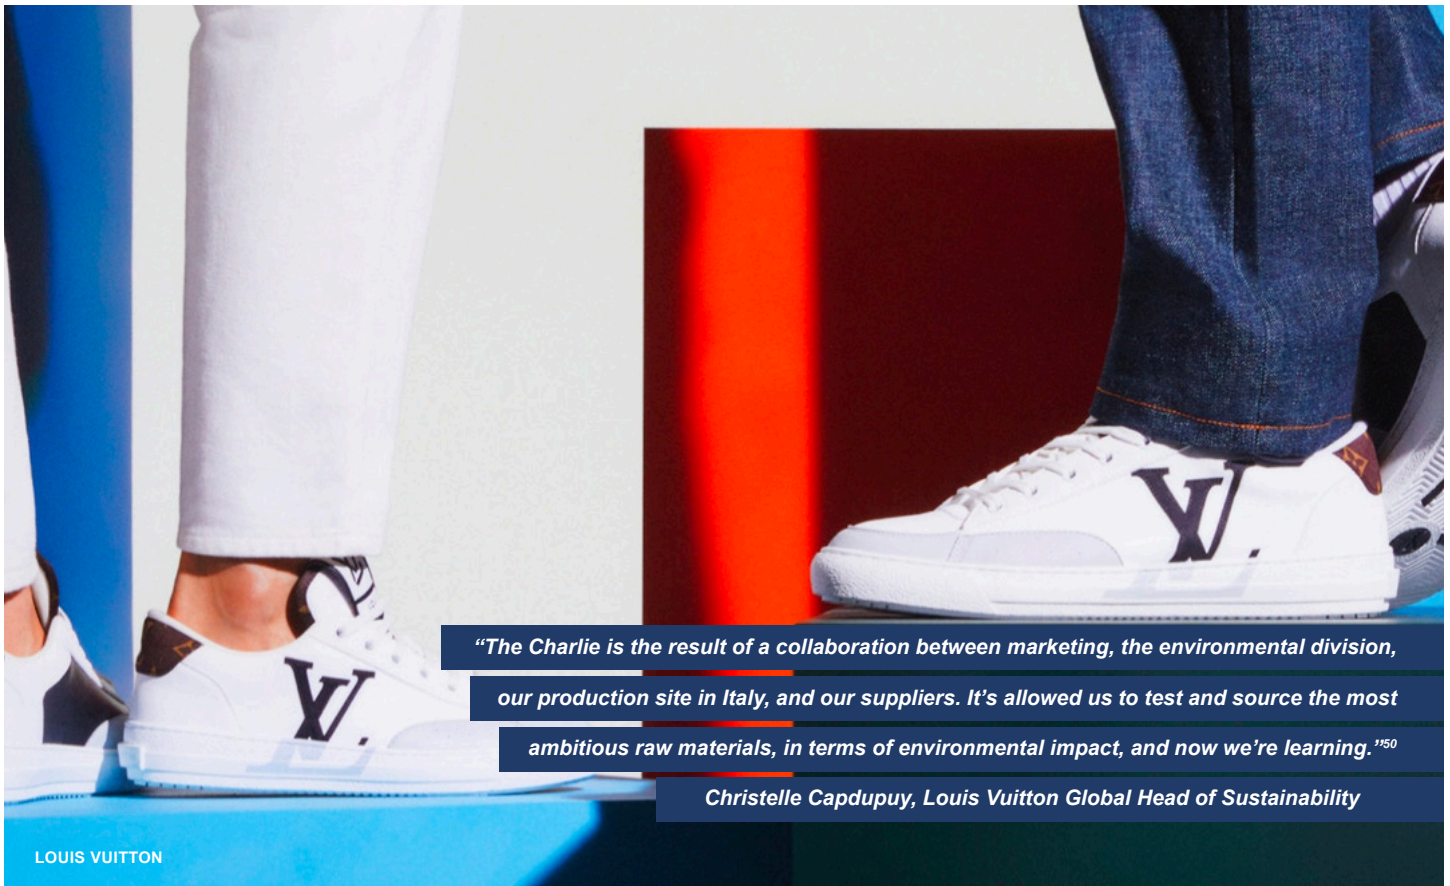 “The Charlie is the result of a collaboration between marketing, the environmental division,
our production site in Italy, and our suppliers. It’s allowed us to test and source the most
ambitious raw materials, in terms of environmental impact, and now we’re learning.”50
Christelle Capdupuy, Louis Vuitton Global Head of Sustainability
LOUIS VUITTON
LV
LV